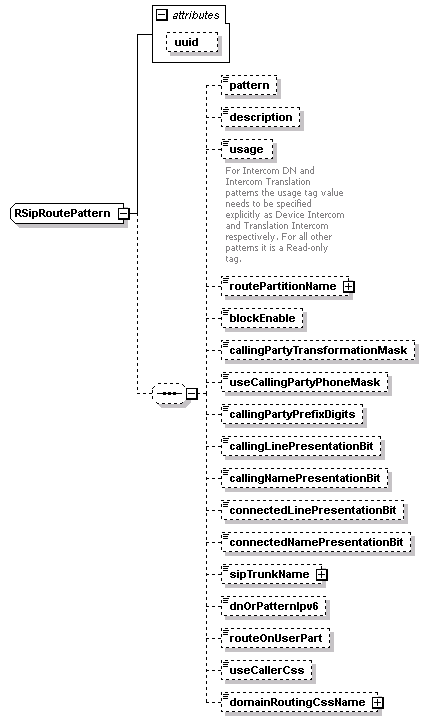 attributes
uuid
pattern
description
usage
For Intercom DN and
Intercom Translation
patterns the usage tag value
needs to be specified
explicitly as Device Intercom
and Translation Intercom
respectively. For all other
patterns it is a Read-only
tag.
RSipRoutePattern
routePartitionName
blockEnable
callingPartyTransformationMask
useCallingPartyPhoneMask
callingPartyPrefixDigits
callingLinePresentationBit
callingNamePresentationBit
connectedLinePresentationBit
connectedNamePresentationBit
sipTrunkName
dnOrPatternIpv6
routeOnUserPart
useCallerCss
domainRoutingCssName